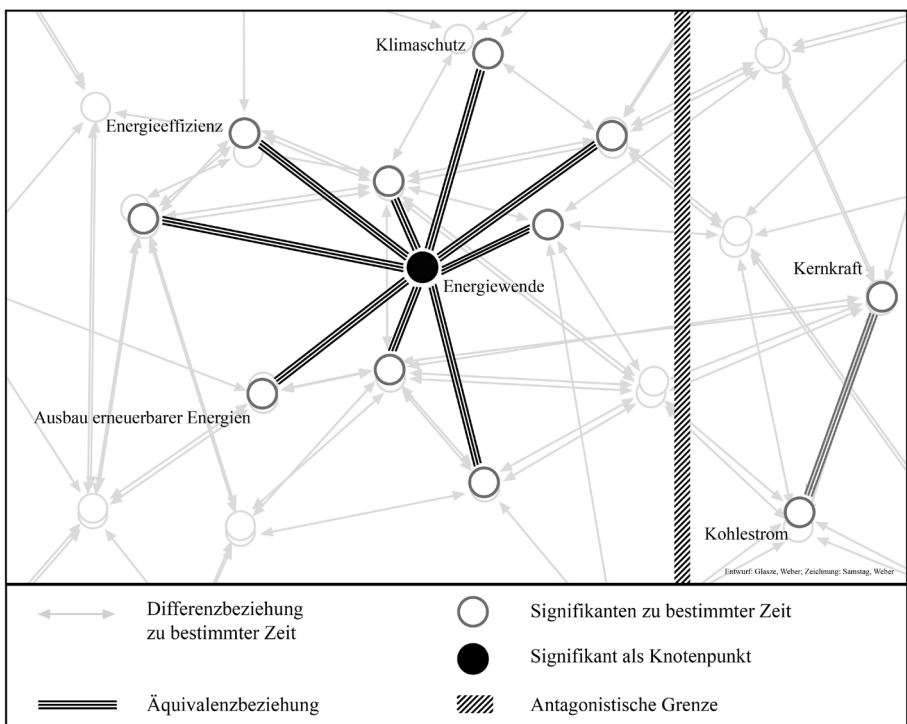 Klimaschutz
Energieeffizienz
Energiewende
Kernkraft
Ausbau erneuerbarer Energien
Kohlestrom
Entwurf: Glasze, Weber; Zeichnung: Samstag, Weber
Differenzbeziehung
zu bestimmter Zeit
Signifikanten zu bestimmter Zeit
Signifikant als Knotenpunkt
Äquivalenzbeziehung
Antagonistische Grenze